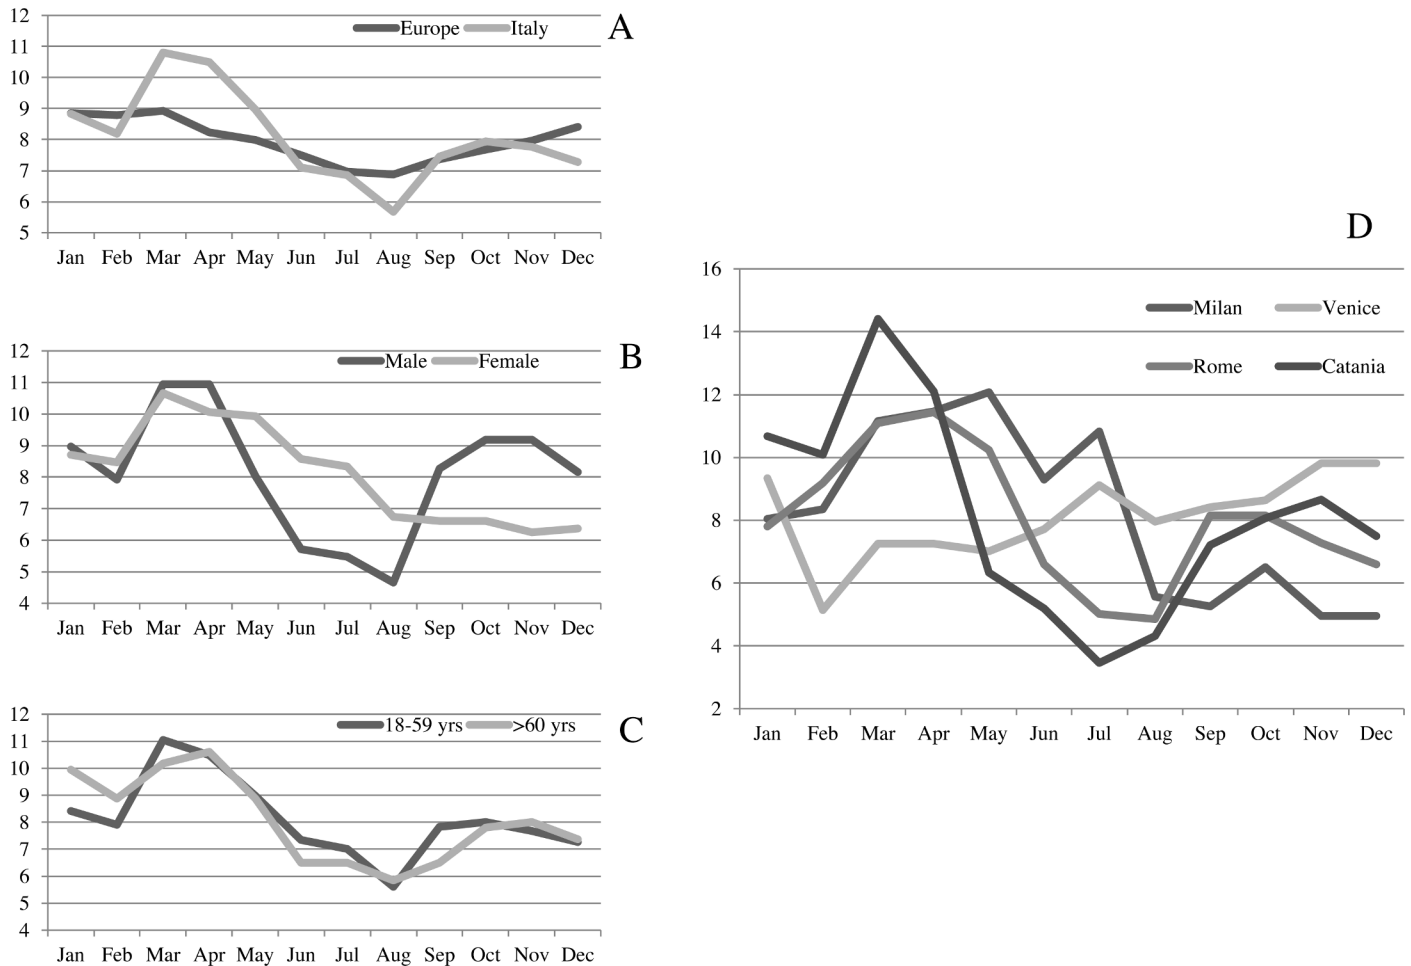 A
Europe Italy
12
11
10
9
8
7
6
5
Jan Feb Mar Apr May Jun Jul Aug Sep Oct Nov Dec
B
Male Female
12
11
10
9
8
7
6
5
4
Jan Feb Mar Apr May Jun Jul Aug Sep Oct Nov Dec
C
18-59 yrs >60 yrs
12
11
10
9
8
7
6
5
4
Jan Feb Mar Apr May Jun Jul Aug Sep Oct Nov Dec
D
Milan Venice
Rome Catania
16
14
12
10
8
6
4
2
Jan Feb Mar Apr May Jun Jul Aug Sep Oct Nov Dec